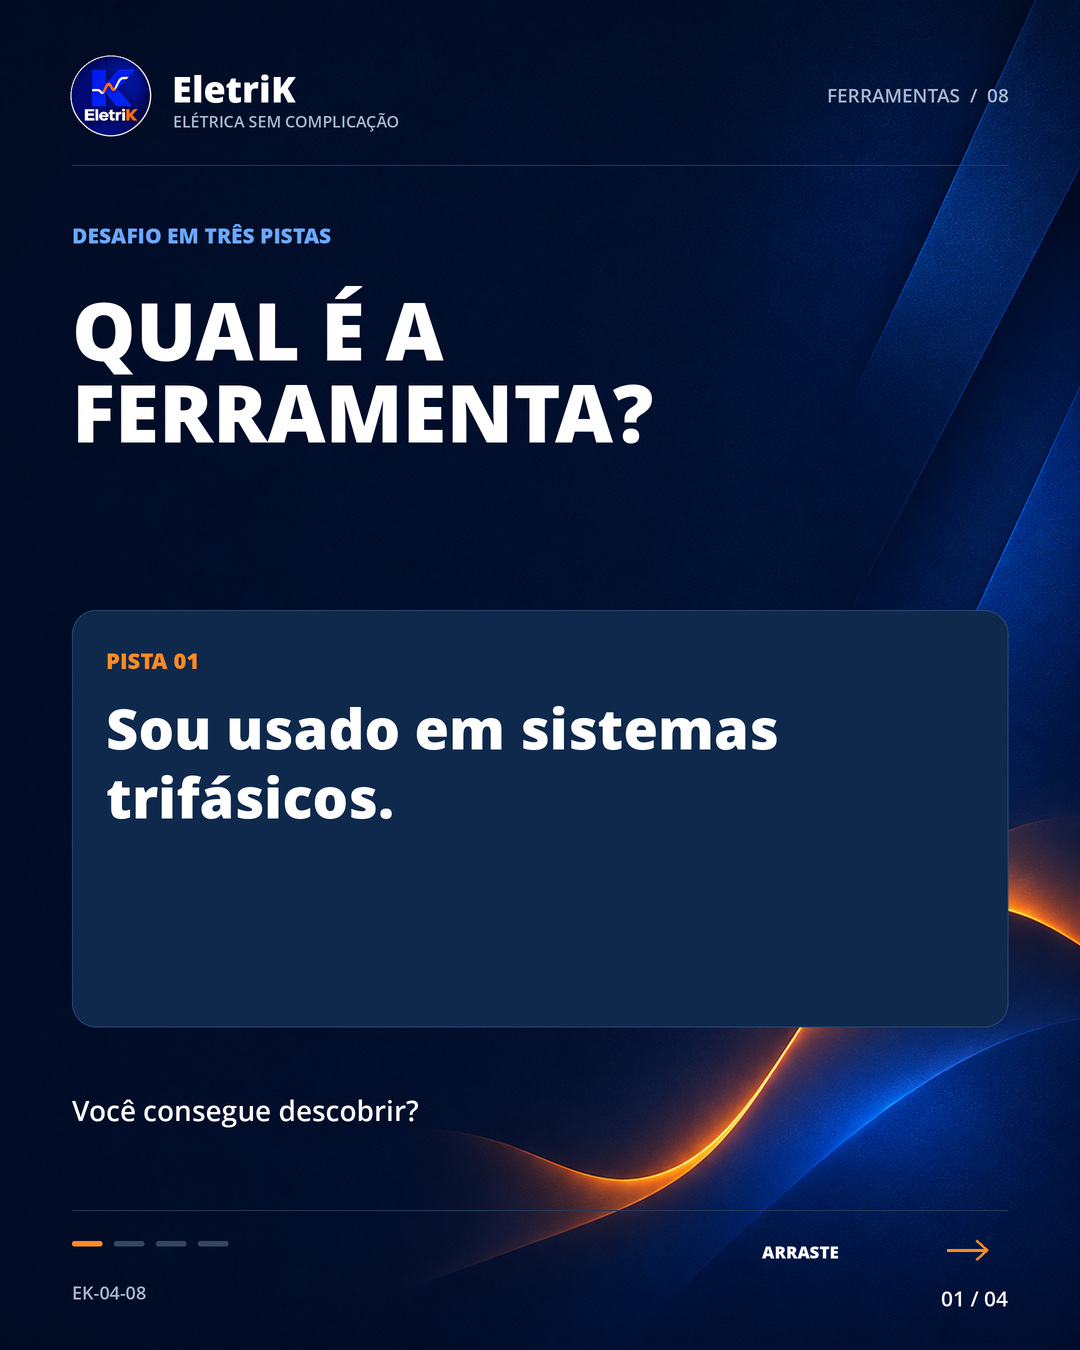 EletriK
EletriK
ELÉTRICA SEM COMPLICAÇÃO
FERRAMENTAS / 08
DESAFIO EM TRÊS PISTAS
QUAL É A
FERRAMENTA?
PISTA 01
Sou usado em sistemas
trifásicos.
Você consegue descobrir?
ARRASTE
EK-04-08
01 / 04